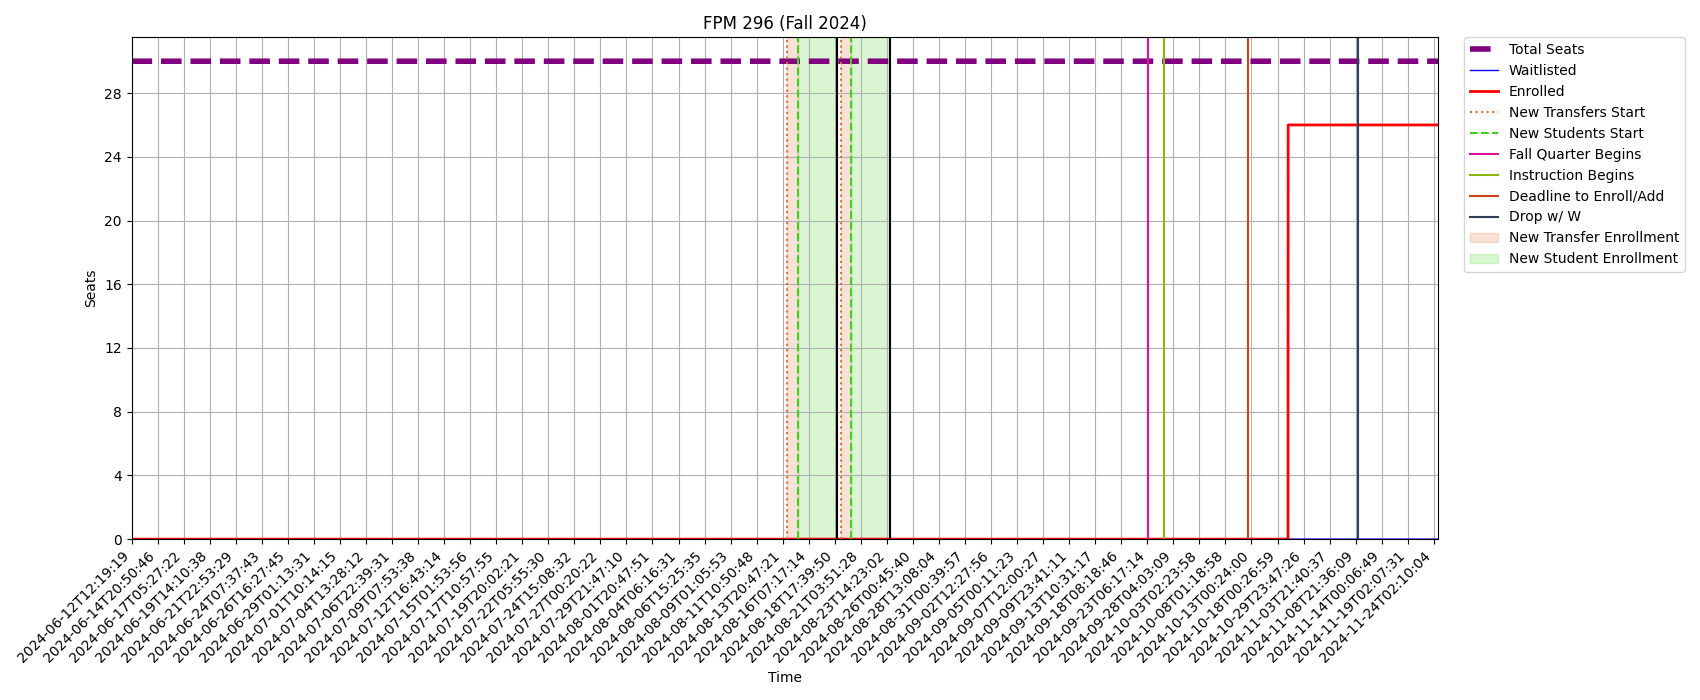 FPM 296 (Fall 2024)
Total Seats
Waitlisted
Enrolled
New Transfers Start
New Students Start
Fall Quarter Begins
Instruction Begins
Deadline to Enroll/Add
Drop w/ W
New Transfer Enrollment
New Student Enrollment
Seats
28
24
20
16
12
8
4
0
2024-06-12T12:19:19
2024-06-14T20:50:46
2024-06-17T05:27:22
2024-06-19T14:10:38
2024-06-21T22:53:29
2024-06-24T07:37:43
2024-06-26T16:27:45
2024-06-29T01:13:31
2024-07-01T10:14:15
2024-07-04T13:28:12
2024-07-06T22:39:31
2024-07-09T07:53:38
2024-07-12T16:43:14
2024-07-15T01:53:56
2024-07-17T10:57:55
2024-07-19T20:02:21
2024-07-22T05:55:30
2024-07-24T15:08:32
2024-07-27T00:20:22
2024-07-29T21:47:10
2024-08-01T20:47:51
2024-08-04T06:16:31
2024-08-06T15:25:35
2024-08-09T01:05:53
2024-08-11T10:50:48
2024-08-13T20:47:21
2024-08-16T07:17:14
2024-08-18T17:39:50
2024-08-21T03:51:28
2024-08-23T14:23:02
2024-08-26T00:45:40
2024-08-28T13:08:04
2024-08-31T00:39:57
2024-09-02T12:27:56
2024-09-05T00:11:23
2024-09-07T12:00:27
2024-09-09T23:41:11
2024-09-13T10:31:17
2024-09-18T08:18:46
2024-09-23T06:17:14
2024-09-28T04:03:09
2024-10-03T02:23:58
2024-10-08T01:18:58
2024-10-13T00:24:00
2024-10-18T00:26:59
2024-10-29T23:47:26
2024-11-03T21:40:37
2024-11-08T21:36:09
2024-11-14T00:06:49
2024-11-19T02:07:31
2024-11-24T02:10:04
Time